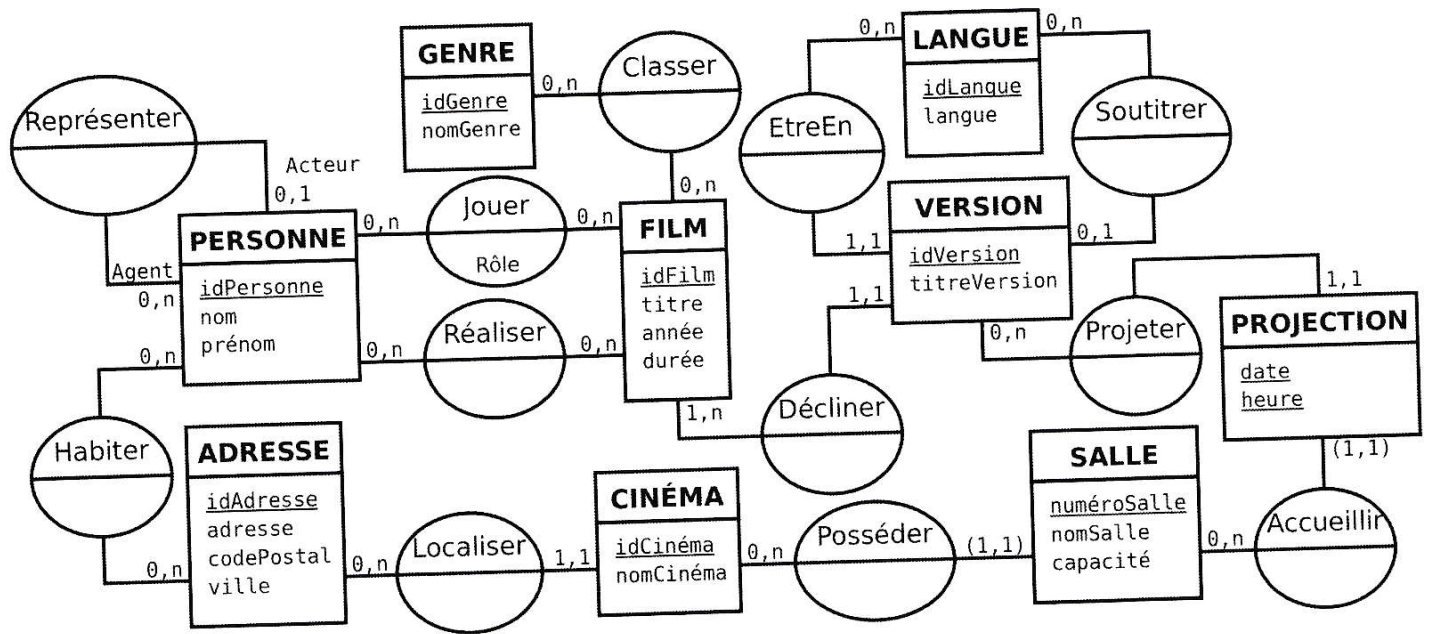 GENRE
idGenre
nomGenre
0,n
Classer
0,n
0,n
LANGUE
0,n
idLangue
langue
EtreEn
Soutitrer
Représenter
Acteur
0,1
Agent
0,n
PERSONNE
idPersonne
nom
prénom
0,n
Jouer
Rôle
0,n
FILM
idFilm
titre
année
durée
0,n
Réaliser
0,n
1,n
VERSION
idVersion
titreVersion
1,1
0,1
1,1
0,n
Projeter
1,1
PROJECTION
date
heure
(1,1)
Décliner
0,n
Habiter
0,n
ADRESSE
idAdresse
adresse
codePostal
ville
0,n
Localiser
1,1
CINÉMA
idCinéma
nomCinéma
0,n
Posséder
(1,1)
SALLE
numéroSalle
nomSalle
capacité
0,n
Accueillir